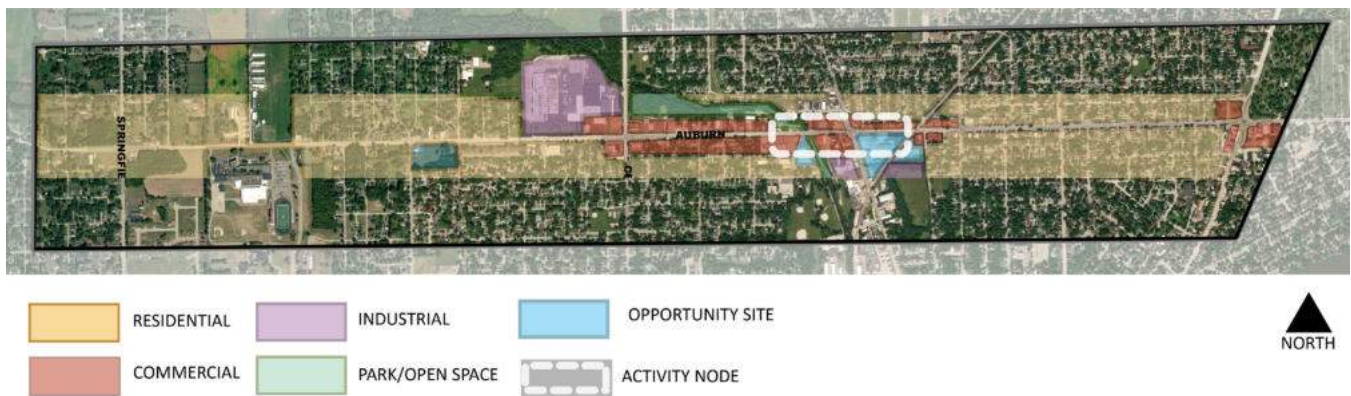 SPRINGFIE
AUBURN
RESIDENTIAL
INDUSTRIAL
OPPORTUNITY SITE
COMMERCIAL
PARK/OPEN SPACE
ACTIVITY NODE
NORTH